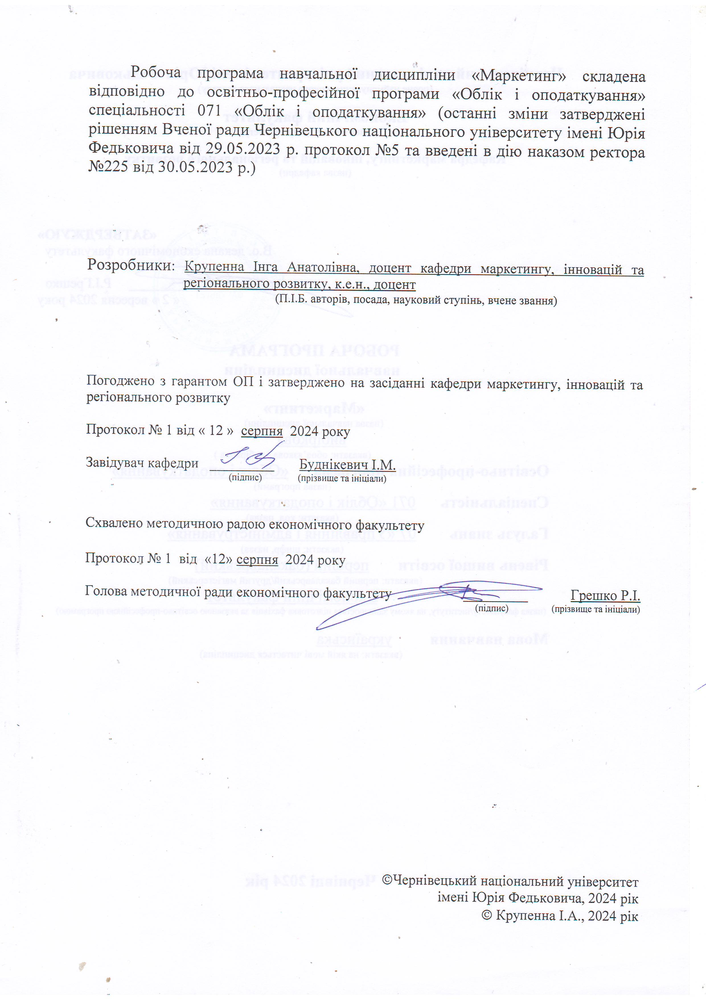 Робоча програма навчальної дисципліни «Маркетинг» складена
відповідно до освітньо-професійної програми «Облік і оподаткування»
спеціальності 071 «Облік і оподаткування» (останні зміни затверджені
рішенням Вченої ради Чернівецького національного університету імені Юрія
Федьковича від 29.05.2023 р. протокол №5 та введені в дію наказом ректора
№225 від 30.05.2023 р.)
Розробники: Крупенна Інга Анатолівна, доцент кафедри маркетингу, інновацій та
регіонального розвитку, к.е.н., доцент
(П.І.Б. авторів, посада, науковий ступінь, вчене звання)
Погоджено з гарантом ОП і затверджено на засіданні кафедри маркетингу, інновацій та
регіонального розвитку
Протокол № 1 від « 12 » серпня 2024 року
Завідувач кафедри Буднікевич І.М.
(підпис) (прізвище та ініціали)
Схвалено методичною радою економічного факультету
Протокол № 1 від «12» серпня 2024 року
Голова методичної ради економічного факультету Грешко Р.І.
(підпис) (прізвище та ініціали)
©Чернівецький національний університет
імені Юрія Федьковича, 2024 рік
© Крупенна І.А., 2024 рік